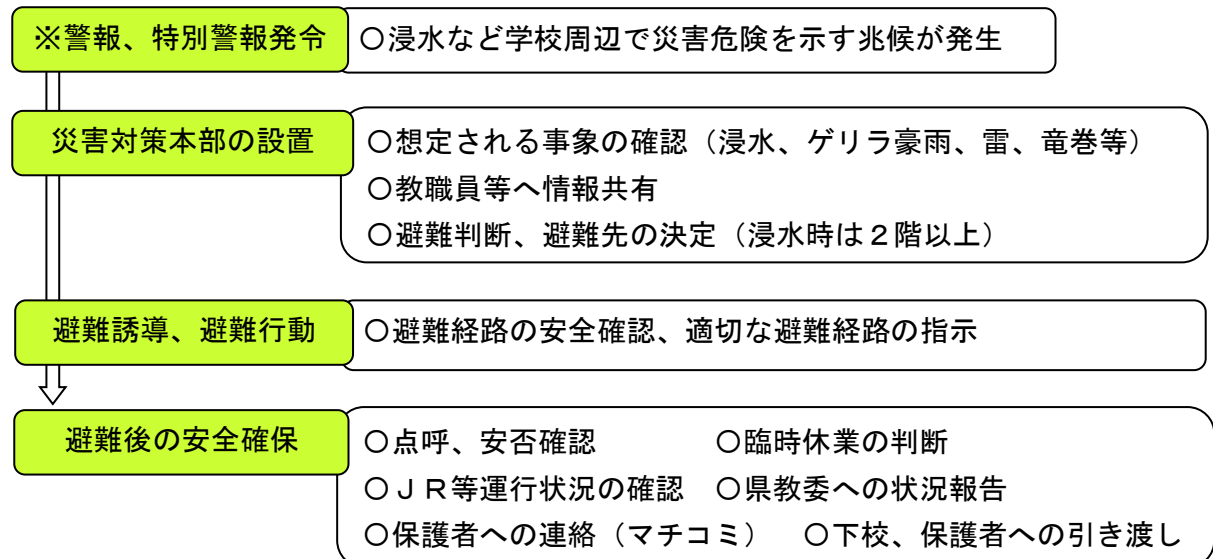 ※警報、特別警報発令
○浸水など学校周辺で災害危険を示す兆候が発生
災害対策本部の設置
○想定される事象の確認（浸水、ゲリラ豪雨、雷、竜巻等）
○教職員等へ情報共有
○避難判断、避難先の決定（浸水時は２階以上）
避難誘導、避難行動
○避難経路の安全確認、適切な避難経路の指示
避難後の安全確保
○点呼、安否確認　○臨時休業の判断
○ＪＲ等運行状況の確認　○県教委への状況報告
○保護者への連絡（マチコミ）　○下校、保護者への引き渡し